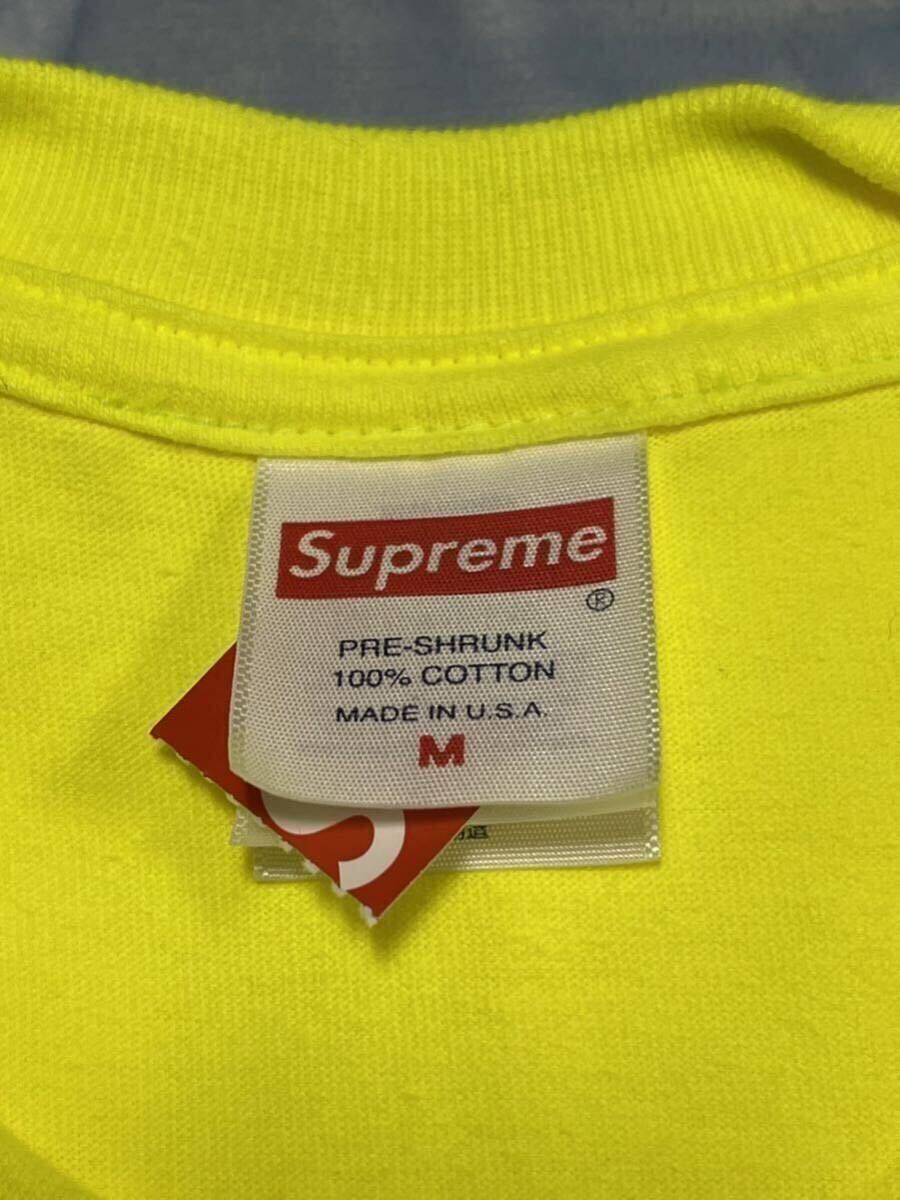 Supreme
®
PRE-SHRUNK
100% COTTON
MADE IN U.S.A.
M
S